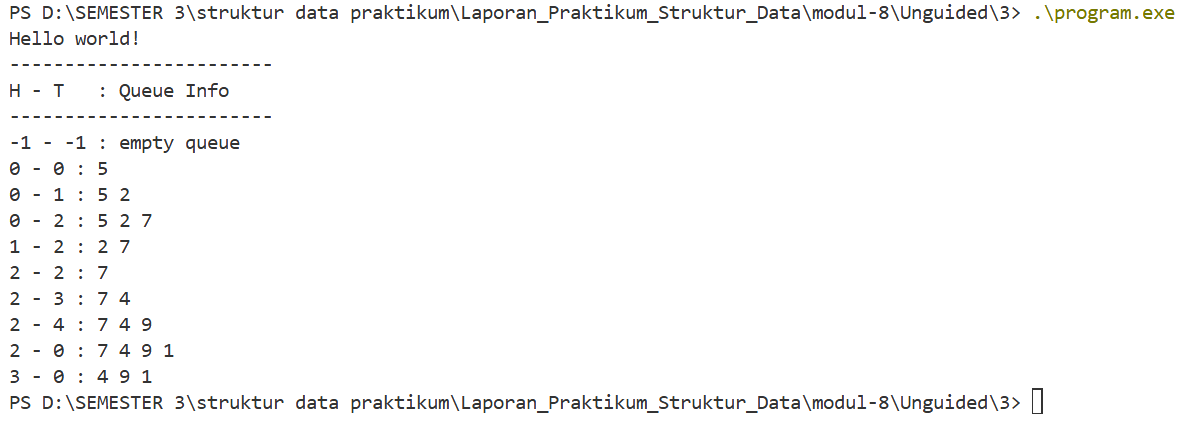 PS D:\SEMESTER 3\struktur data praktikum\Laporan_Praktikum_Struktur_Data\modul-8\Unguided\3> .\program.exe
Hello world!
------------------------
H - T   : Queue Info
------------------------
-1 - -1 : empty queue
0 - 0 : 5
0 - 1 : 5 2
0 - 2 : 5 2 7
1 - 2 : 2 7
2 - 2 : 7
2 - 3 : 7 4
2 - 4 : 7 4 9
2 - 0 : 7 4 9 1
3 - 0 : 4 9 1
PS D:\SEMESTER 3\struktur data praktikum\Laporan_Praktikum_Struktur_Data\modul-8\Unguided\3>